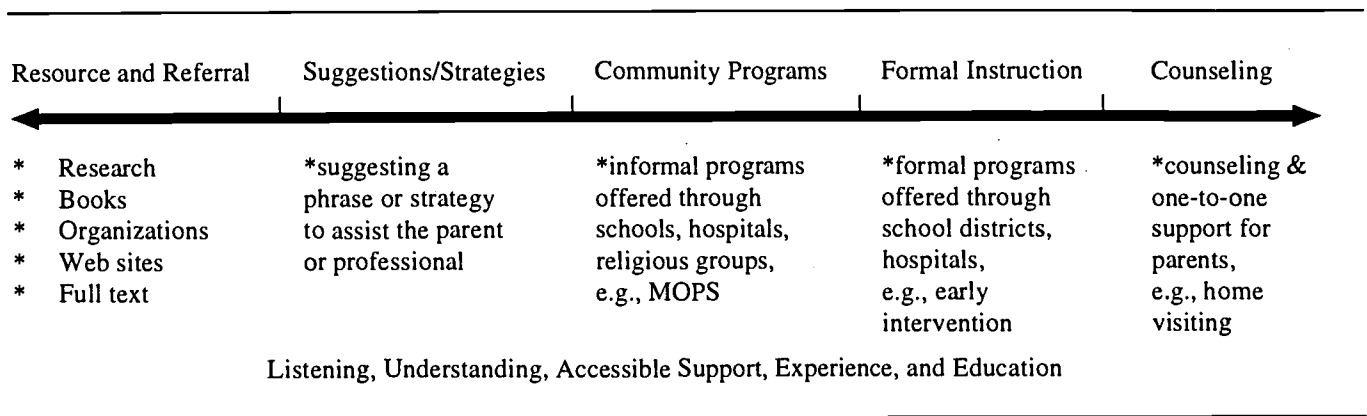 Resource and Referral
Suggestions/Strategies
Community Programs
Formal Instruction
Counseling
* Research
* Books
* Organizations
* Web sites
* Full text
*suggesting a
phrase or strategy
to assist the parent
or professional
*informal programs
offered through
schools, hospitals,
religious groups,
e.g., MOPS
*formal programs
offered through
school districts,
hospitals,
e.g., early
intervention
*counseling &
one-to-one
support for
parents,
e.g., home
visiting
Listening, Understanding, Accessible Support, Experience, and Education